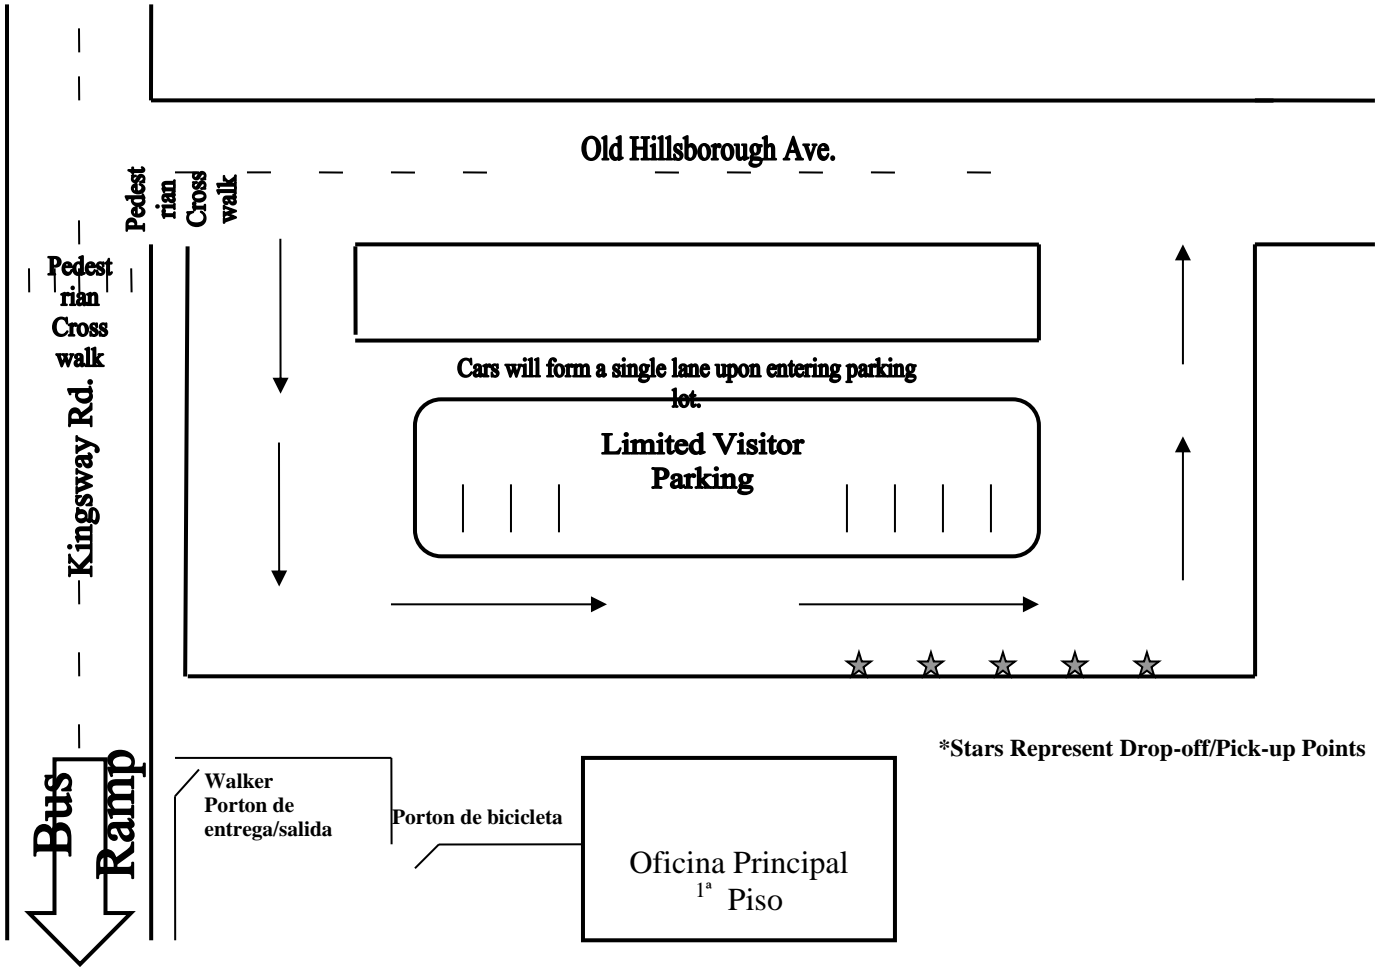 Old Hillsborough Ave.
Pedest
rian
Cross
walk
Pedest
rian
Cross
walk
Kingsway Rd.
Cars will form a single lane upon entering parking
lot.
Limited Visitor
Parking
*Stars Represent Drop-off/Pick-up Points
Bus
Ramp
Walker
Porton de
entrega/salida
Porton de bicicleta
Oficina Principal
1ª Piso